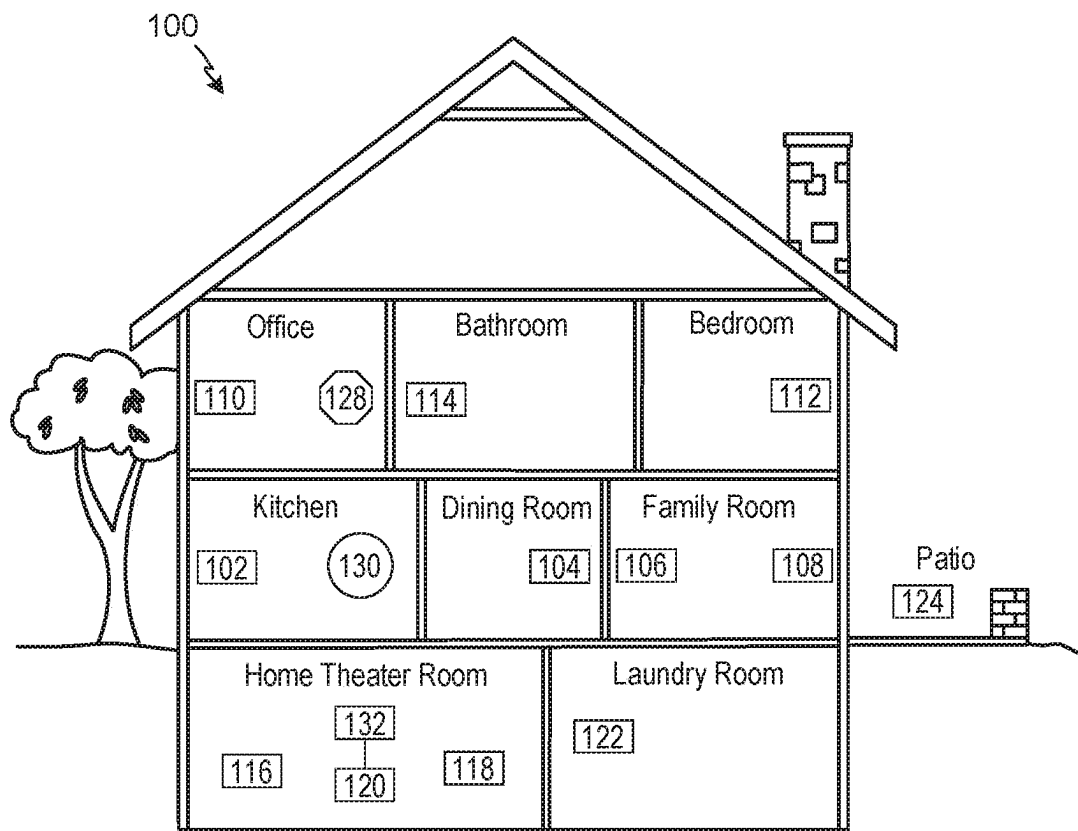 100
Office
Bathroom
Bedroom
110
128
114
112
Kitchen
Dining Room
Family Room
102
130
104
106
108
Patio
124
Home Theater Room
Laundry Room
132
122
116
120
118